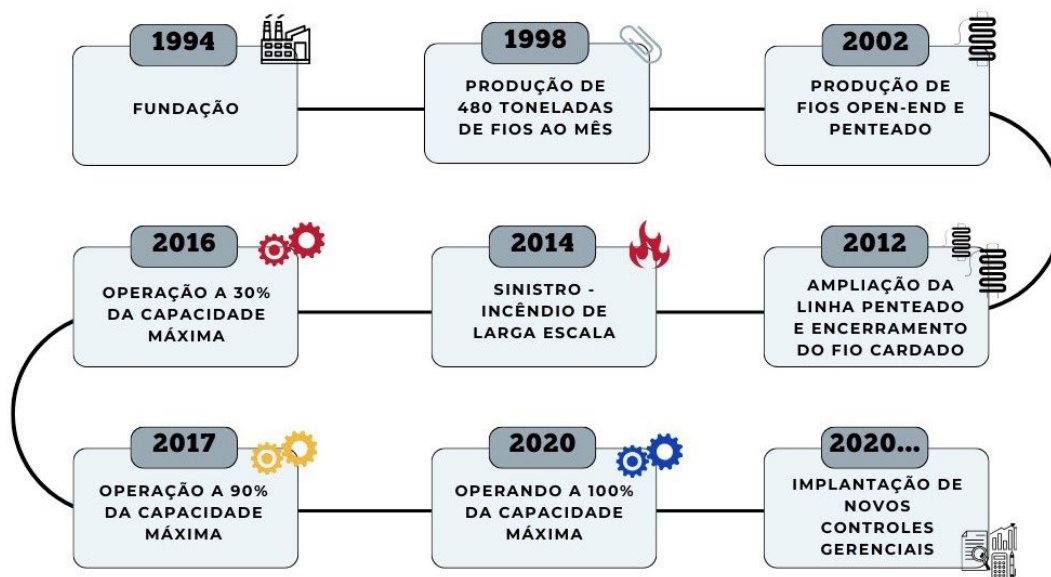 1994
FUNDAÇÃO
1998
PRODUÇÃO DE
480 TONELADAS
DE FIOS AO MÊS
2002
PRODUÇÃO DE
FIOS OPEN-END E
PENTEADO
2012
AMPLIAÇÃO DA
LINHA PENTEADO
E ENCERRAMENTO
DO FIO CARDADO
2014
SINISTRO -
INCÊNDIO DE
LARGA ESCALA
2016
OPERAÇÃO A 30%
DA CAPACIDADE
MÁXIMA
2017
OPERAÇÃO A 90%
DA CAPACIDADE
MÁXIMA
2020
OPERANDO A 100%
DA CAPACIDADE
MÁXIMA
2020...
IMPLANTAÇÃO DE
NOVOS
CONTROLES
GERENCIAIS